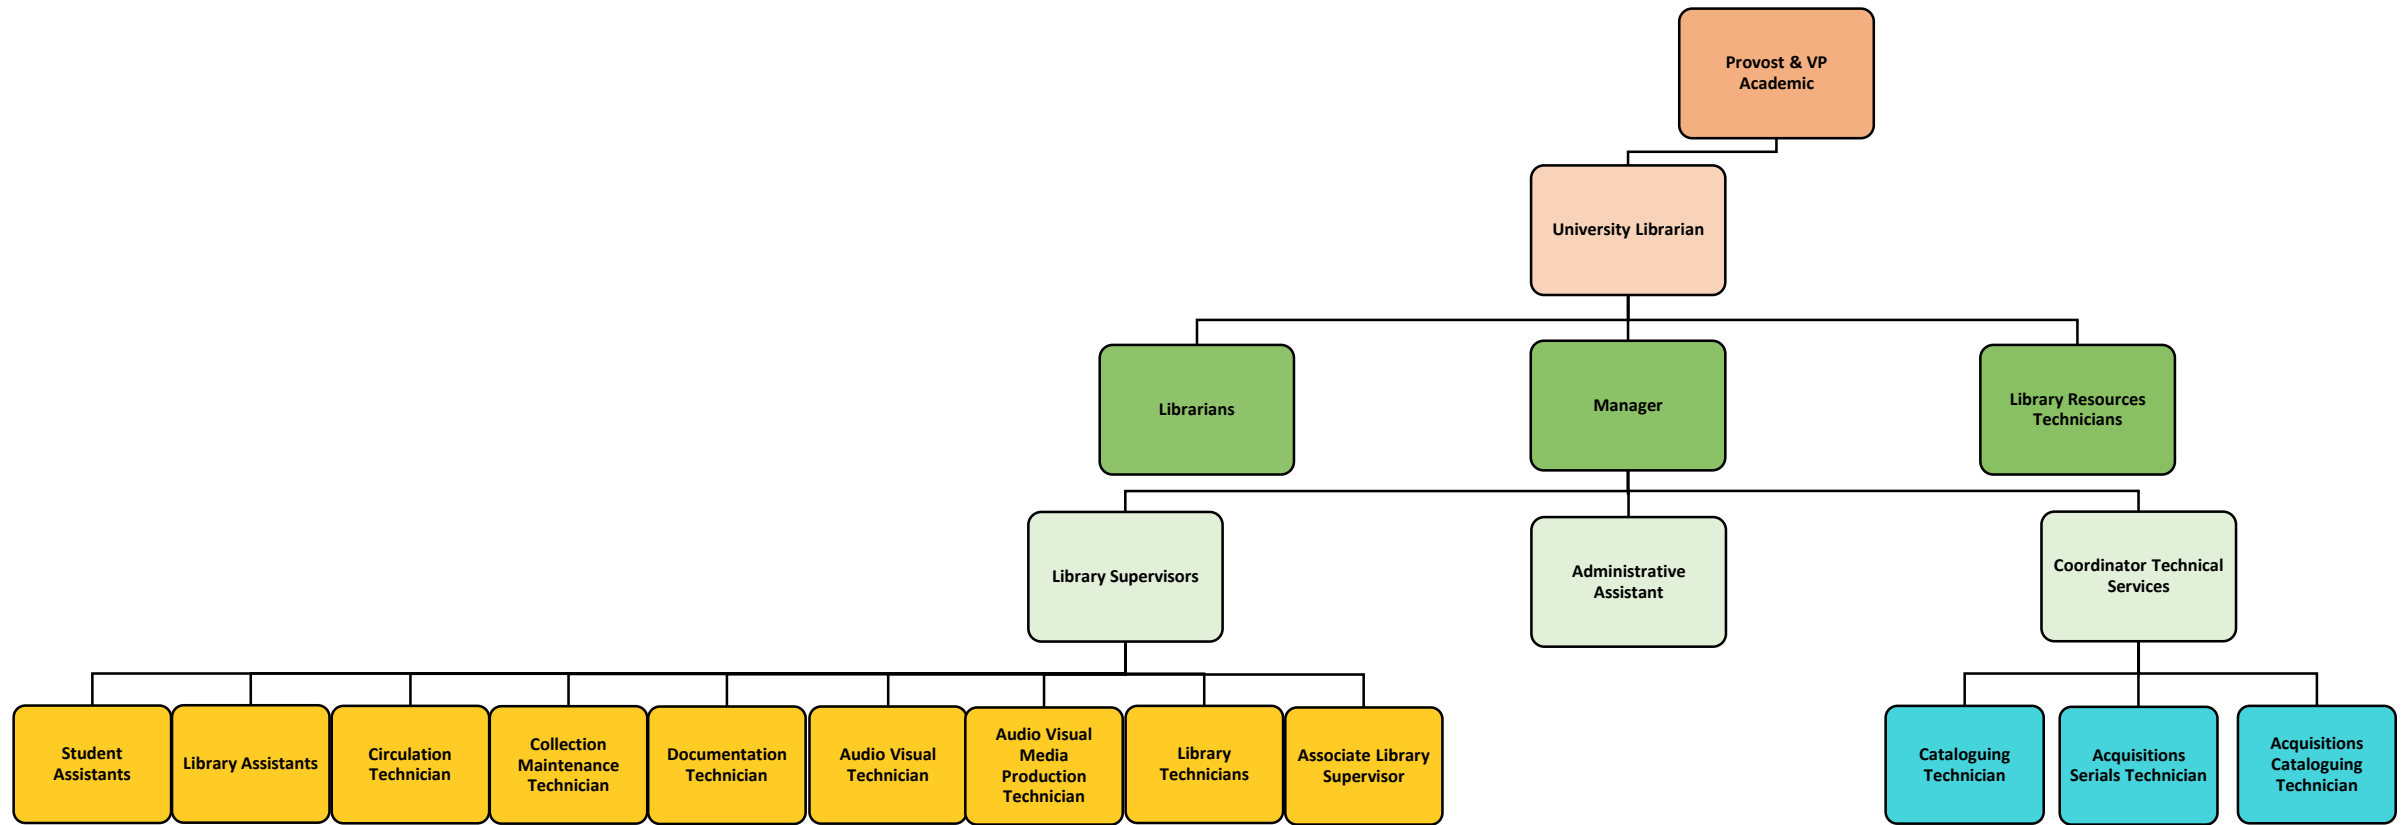 Provost & VP
Academic
University Librarian
Librarians
Manager
Library Resources
Technicians
Library Supervisors
Administrative
Assistant
Coordinator Technical
Services
Student
Assistants
Library Assistants
Circulation
Technician
Collection
Maintenance
Technician
Documentation
Technician
Audio Visual
Technician
Audio Visual
Media
Production
Technician
Library
Technicians
Associate Library
Supervisor
Cataloguing
Technician
Acquisitions
Serials Technician
Acquisitions
Cataloguing
Technician